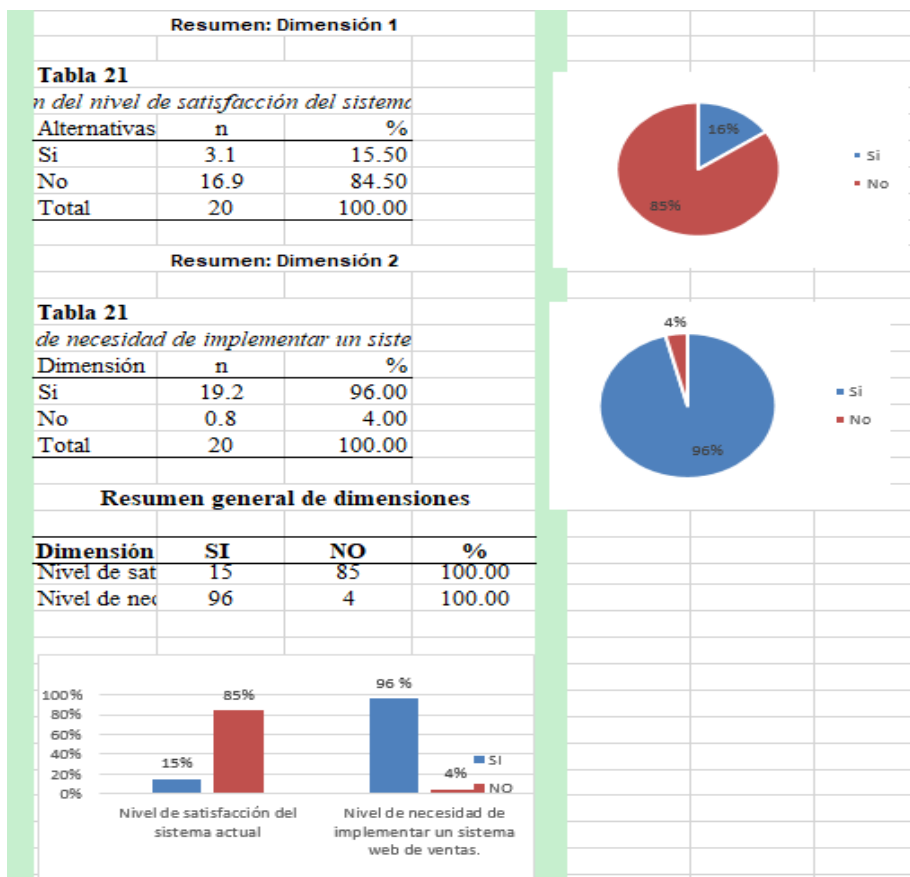 Resumen: Dimensión 1
Tabla 21
n del nivel de satisfacción del sistema
Alternativas n %
Si 3.1 15.50
No 16.9 84.50
Total 20 100.00
16%
85%
Si
No
Resumen: Dimensión 2
Tabla 21
de necesidad de implementar un siste
Dimensión n %
Si 19.2 96.00
No 0.8 4.00
Total 20 100.00
4%
96%
Si
No
Resumen general de dimensiones
Dimensión SI NO %
Nivel de sat 15 85 100.00
Nivel de nec 96 4 100.00
100%
80%
60%
40%
20%
0%
15%
85%
96 %
4%
SI
NO
Nivel de satisfacción del
sistema actual
Nivel de necesidad de
implementar un sistema
web de ventas.